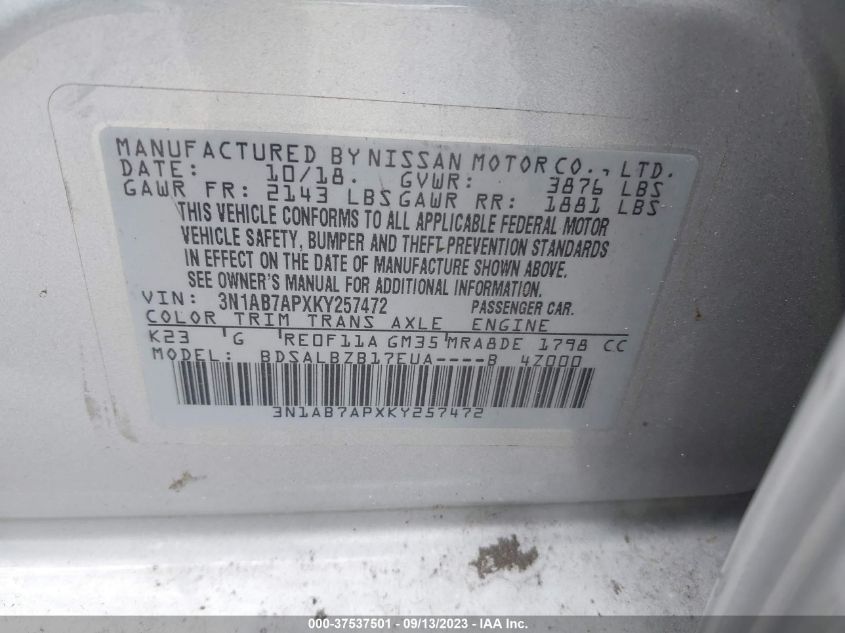 MANUFACTURED BY NISSAN MOTOR CO., LTD.
DATE: 10/18. GVWR: 3876 LBS
GAWR FR: 2143 LBS GAWR RR: 1881 LBS
THIS VEHICLE CONFORMS TO ALL APPLICABLE FEDERAL MOTOR
VEHICLE SAFETY, BUMPER AND THEFT-PREVENTION STANDARDS
IN EFFECT ON THE DATE OF MANUFACTURE SHOWN ABOVE.
SEE OWNER'S MANUAL FOR ADDITIONAL INFORMATION.
VIN: 3N1AB7APXKY257472 PASSENGER CAR.
COLOR TRIM TRANS AXLE ENGINE
K23 G RE0F11A GM35 MRA8DE 1798 CC
MODEL: BDSALBZB17EUA----B 4Z000
3N1AB7APXKY257472
000-37537501 - 09/13/2023 - IAA Inc.